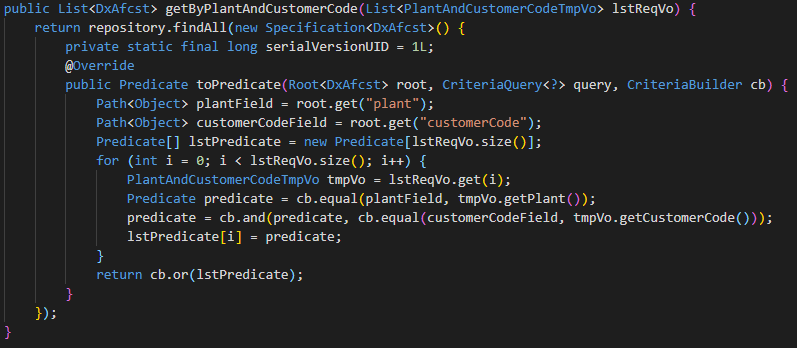 public List<DxAfcst> getByPlantAndCustomerCode(List<PlantAndCustomerCodeTmpVo> lstReqVo) {
    return repository.findAll(new Specification<DxAfcst>() {
        private static final long serialVersionUID = 1L;
        @Override
        public Predicate toPredicate(Root<DxAfcst> root, CriteriaQuery<?> query, CriteriaBuilder cb) {
            Path<Object> plantField = root.get("plant");
            Path<Object> customerCodeField = root.get("customerCode");
            Predicate[] lstPredicate = new Predicate[lstReqVo.size()];
            for (int i = 0; i < lstReqVo.size(); i++) {
                PlantAndCustomerCodeTmpVo tmpVo = lstReqVo.get(i);
                Predicate predicate = cb.equal(plantField, tmpVo.getPlant());
                predicate = cb.and(predicate, cb.equal(customerCodeField, tmpVo.getCustomerCode()));
                lstPredicate[i] = predicate;
            }
            return cb.or(lstPredicate);
        }
    });
}